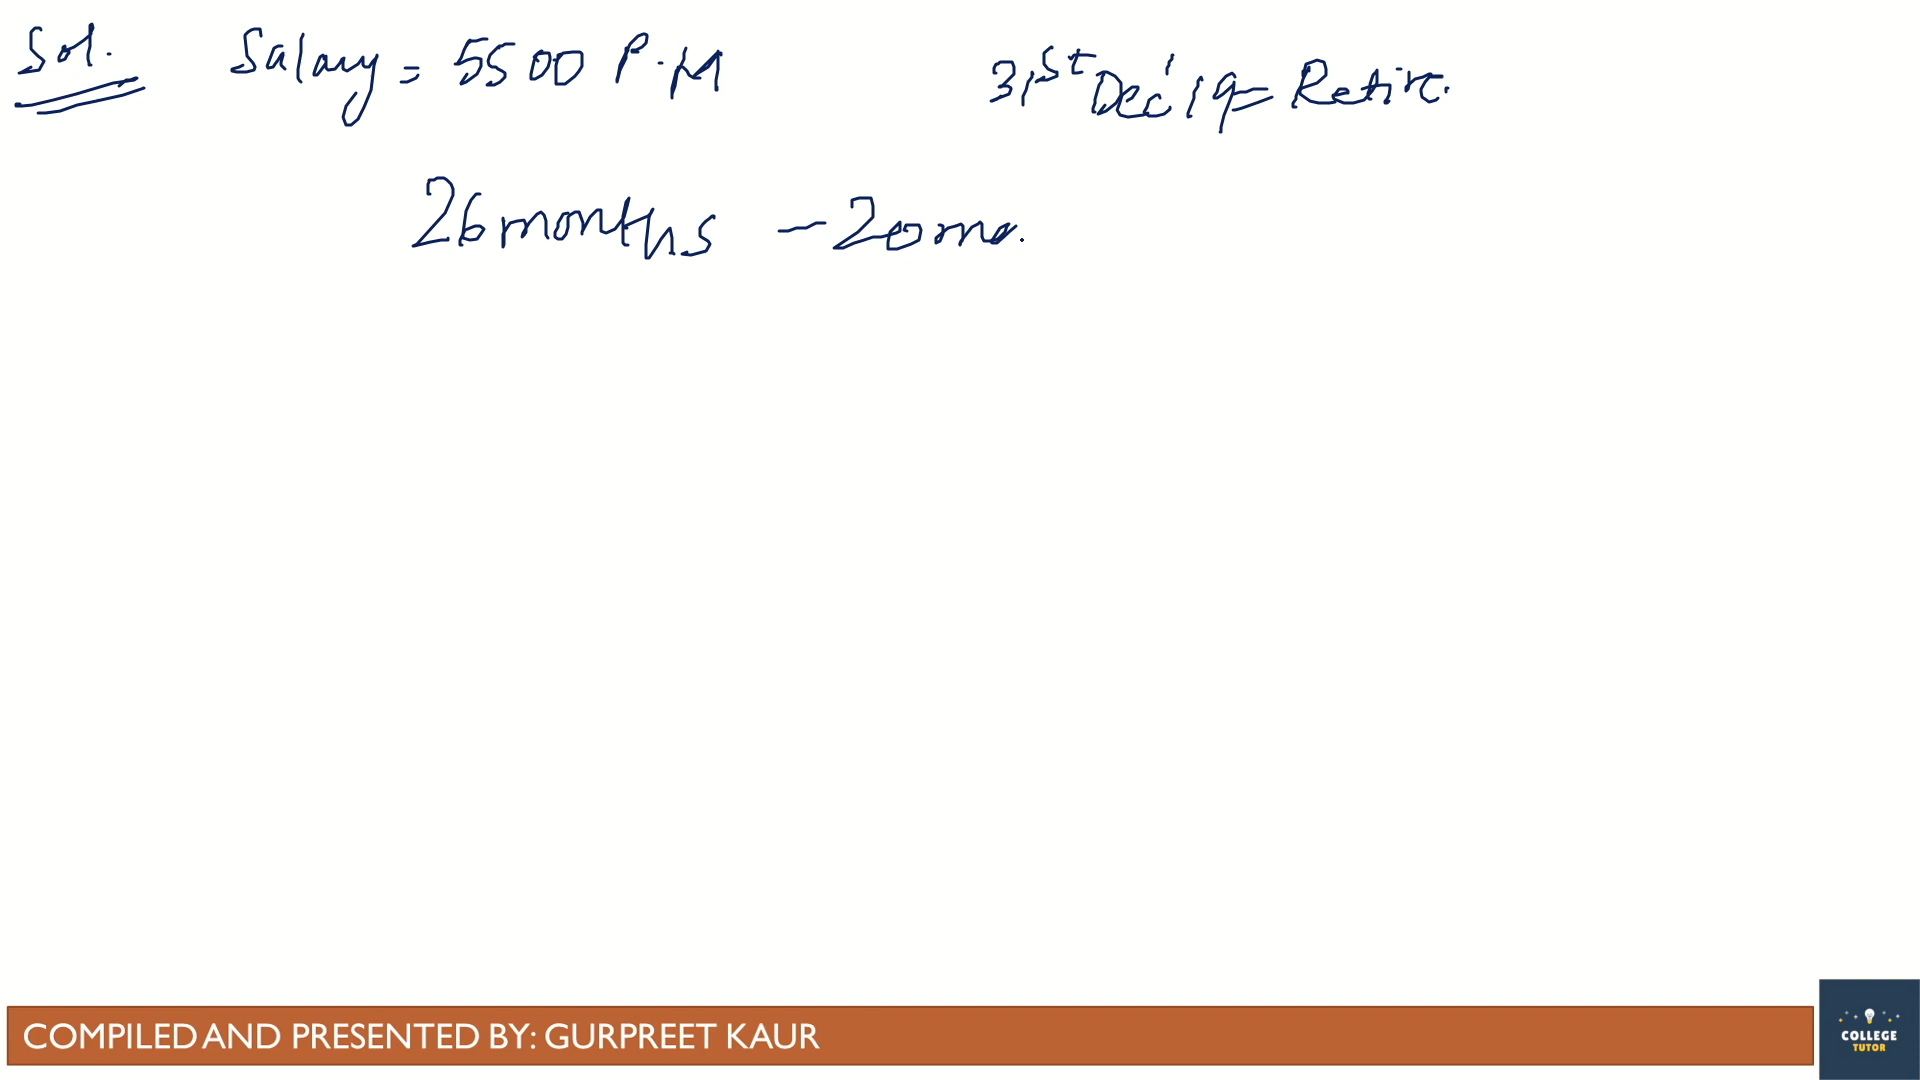 Sol. Salary = 5500 P.M 31st Dec'19= Retire.
26 months - 20 mo.
COMPILED AND PRESENTED BY: GURPREET KAUR
COLLEGE
TUTOR